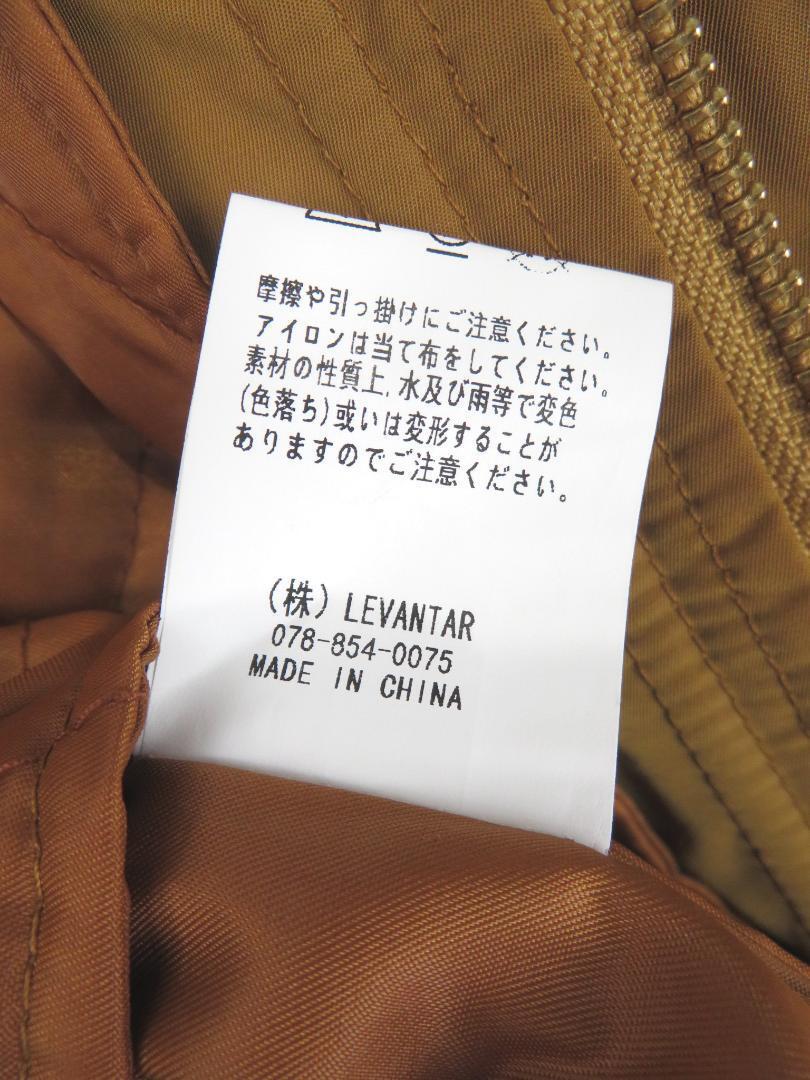 摩擦や引っ掛けにご注意ください。
アイロンは当て布をしてください。
素材の性質上,水及び雨等で変色
(色落ち)或いは変形することが
ありますのでご注意ください。
(株) LEVANTAR
078-854-0075
MADE IN CHINA